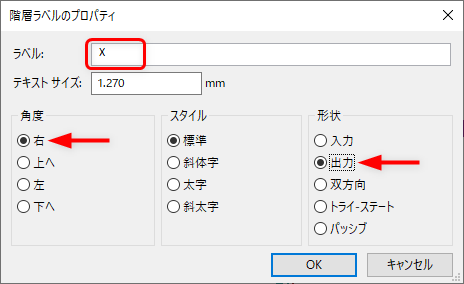 階層ラベルのプロパティ
ラベル: X
テキスト サイズ: 1.270 mm
角度 スタイル 形状
右 標準 入力
上へ 斜体字 出力
左 太字 双方向
下へ 斜太字 トライ-ステート
パッシブ
OK キャンセル